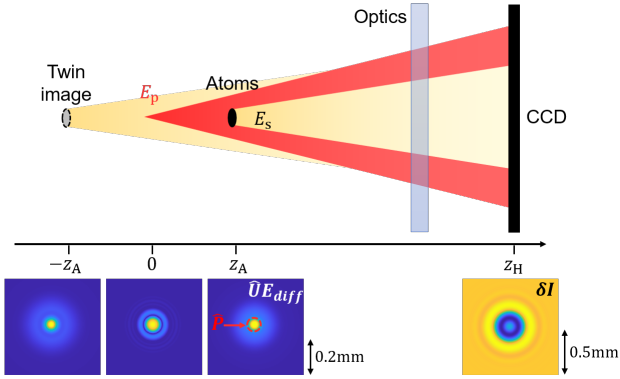 Optics
Twin
image
E_p
Atoms
E_s
CCD
−z_A
0
z_A
z_H
ÛE_diff
P̂
0.2mm
δI
0.5mm